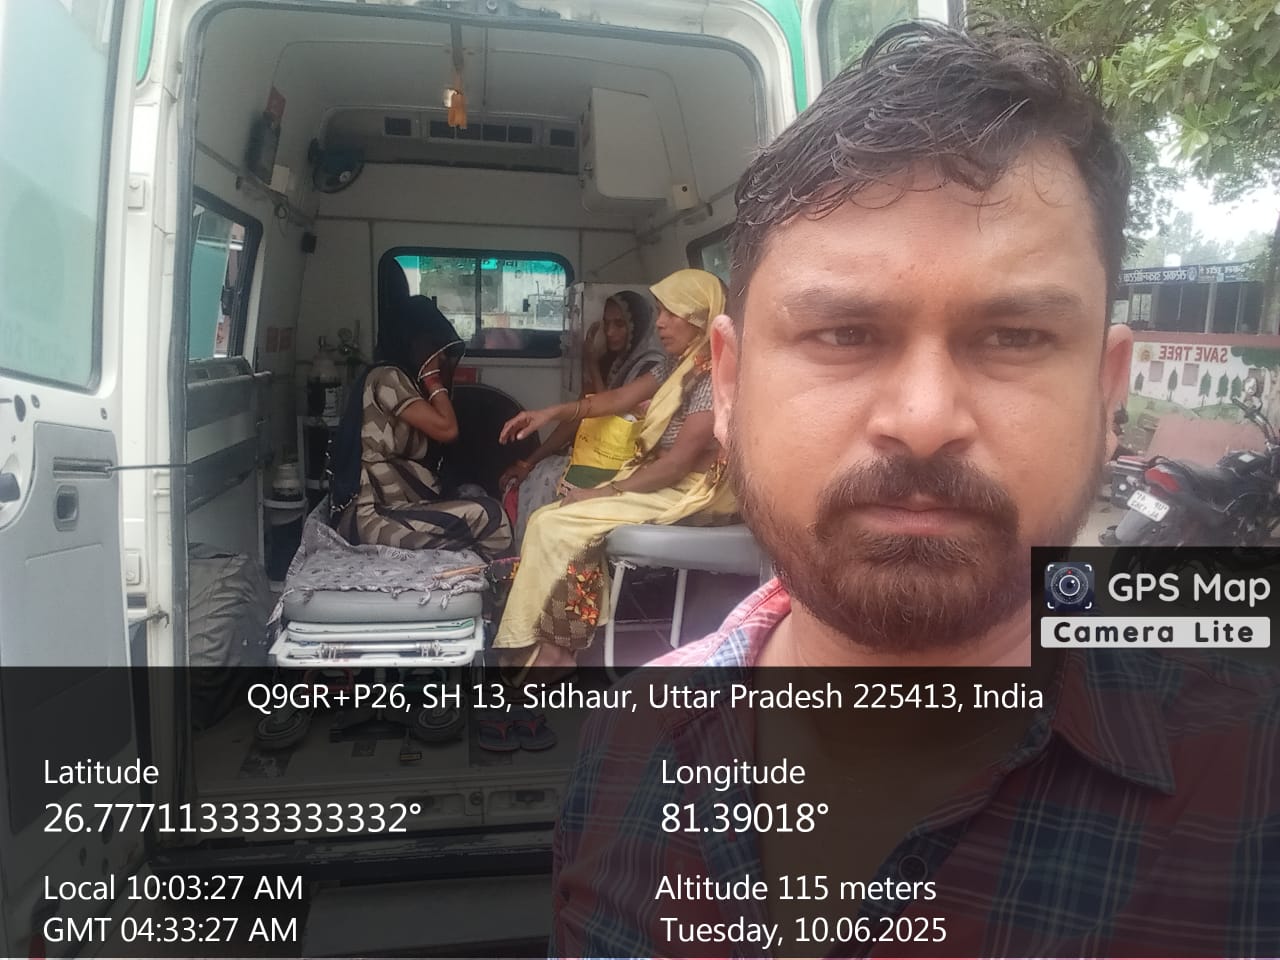 SAVE TREE
GPS Map
Camera Lite
Q9GR+P26, SH 13, Sidhaur, Uttar Pradesh 225413, India
Latitude
26.777113333333332°
Longitude
81.39018°
Local 10:03:27 AM
GMT 04:33:27 AM
Altitude 115 meters
Tuesday, 10.06.2025